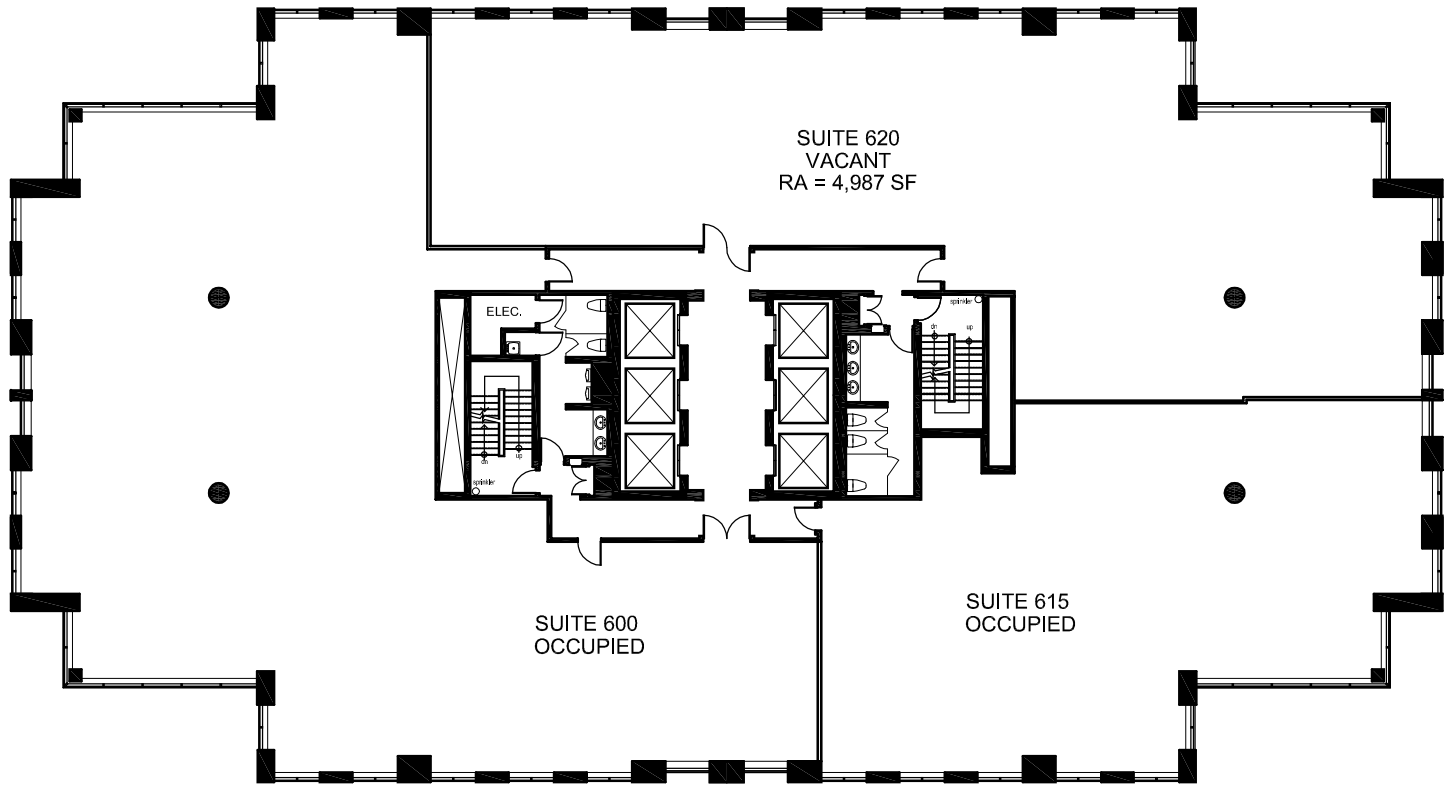 SUITE 620
VACANT
RA = 4,987 SF
ELEC.
sprinkler
dn
up
dn
up
sprinkler
SUITE 600
OCCUPIED
SUITE 615
OCCUPIED